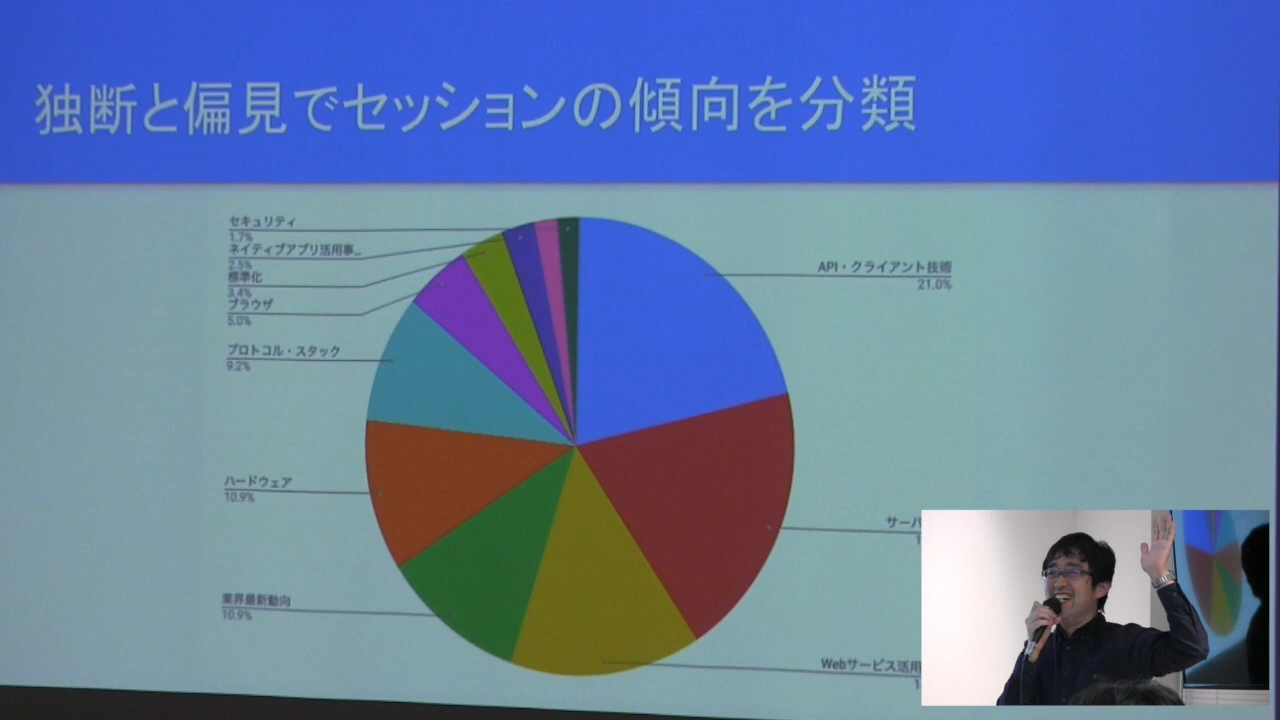 独断と偏見でセッションの傾向を分類
セキュリティ
1.7%
ネイティブアプリ活用事...
2.5%
標準化
3.4%
ブラウザ
5.0%
プロトコル・スタック
9.2%
ハードウェア
10.9%
業界最新動向
10.9%
API・クライアント技術
21.0%
サーバ
1
Webサービス活用
1